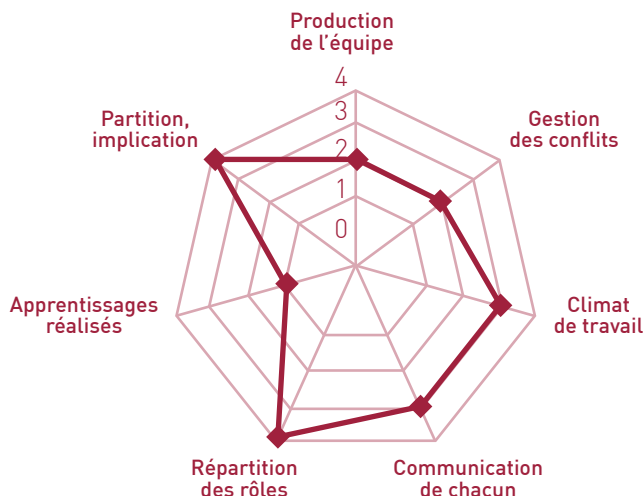 Production
de l’équipe
4
3
2
1
0
Partition,
implication
Gestion
des conflits
Apprentissages
réalisés
Climat
de travail
Répartition
des rôles
Communication
de chacun